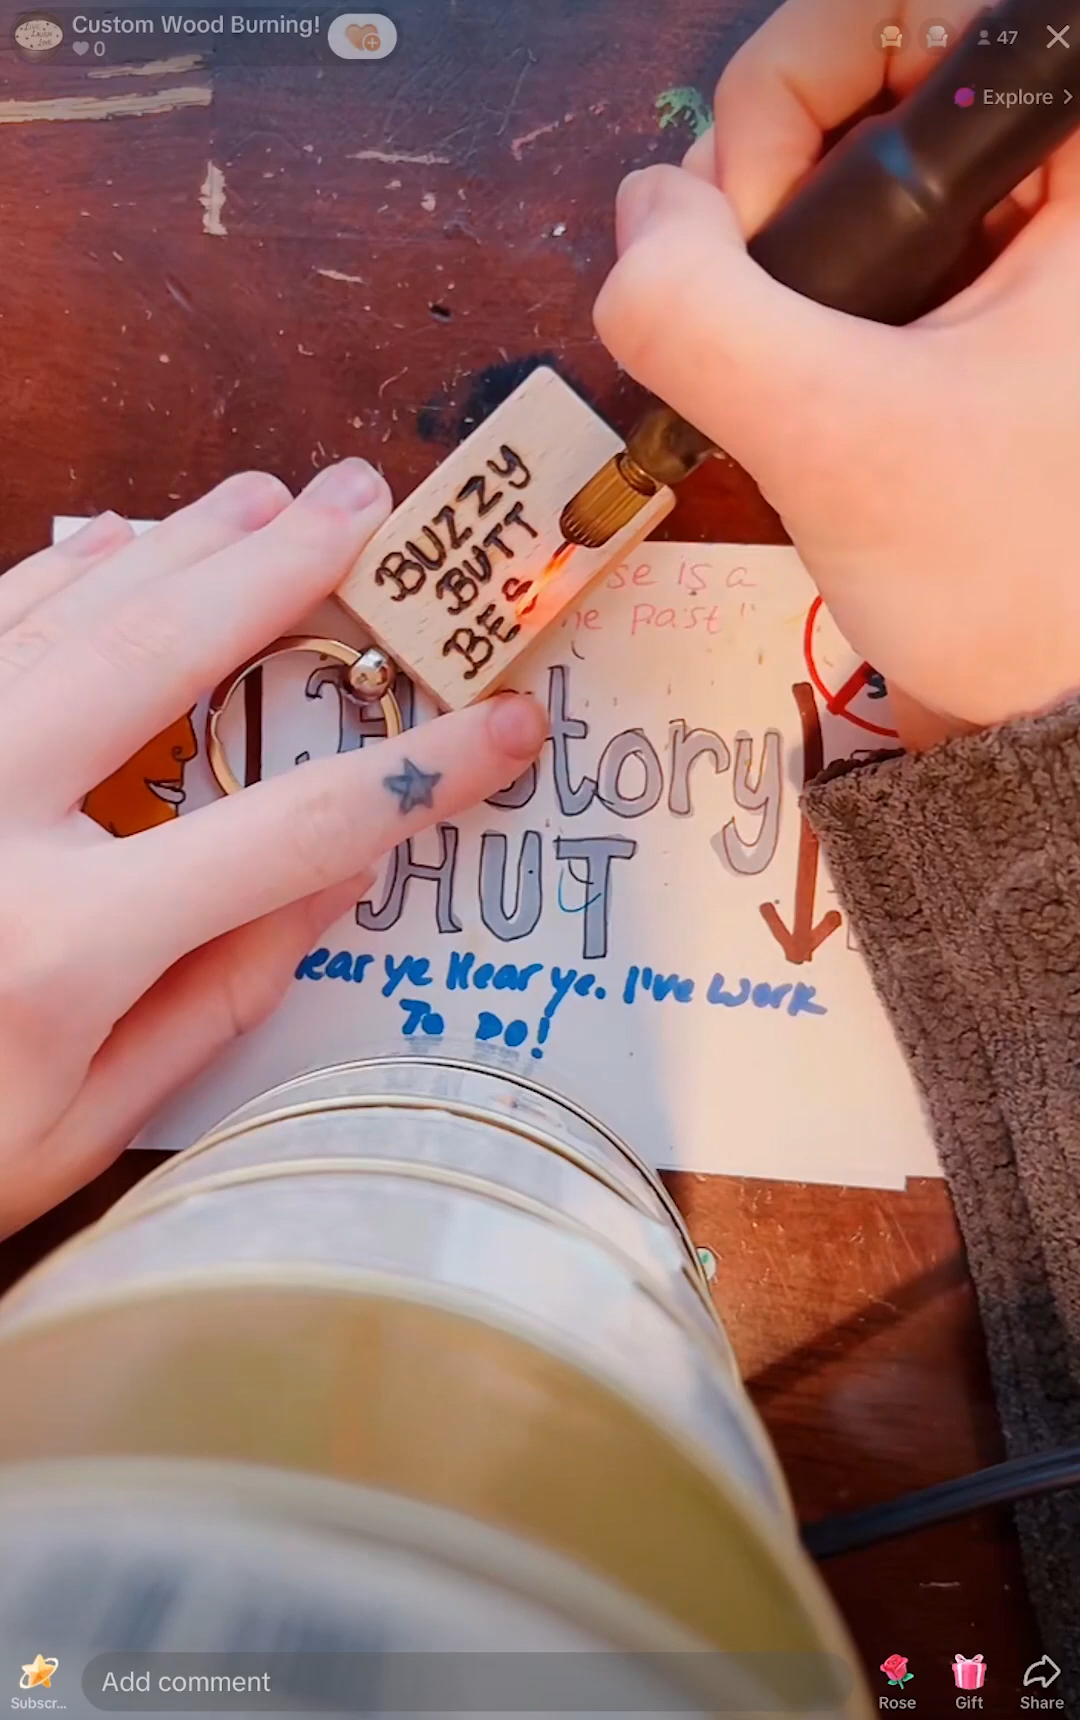 Custom Wood Burning!
0
47
Explore
BUZZY
BUTT
BES
se is a
past"
tory
HUT
ear ye Hear ye. I've Work
To Do!
Subscr...
Add comment
Rose
Gift
Share